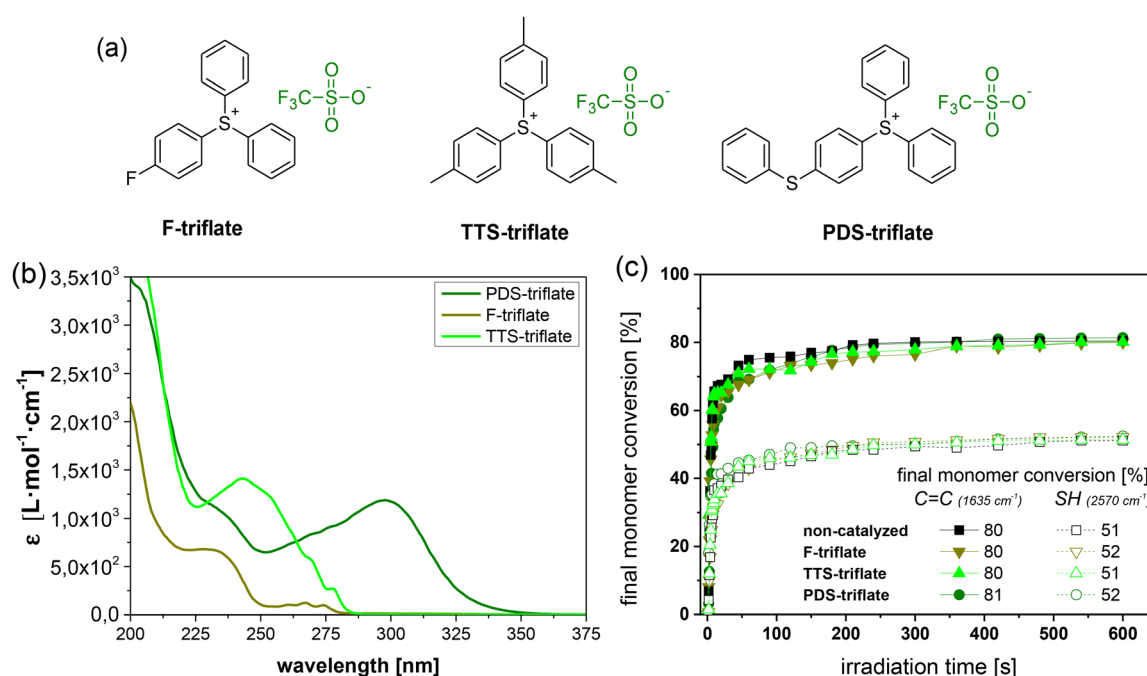 (a)
F
S
+
F3C
O
S
O
O-
F-triflate
S
+
F3C
O
S
O
O-
TTS-triflate
S
S
+
F3C
O
S
O
O-
PDS-triflate
(b)
3,5x10³
3,0x10³
2,5x10³
2,0x10³
1,5x10³
1,0x10³
5,0x10²
0,0
ε [L·mol⁻¹·cm⁻¹]
PDS-triflate
F-triflate
TTS-triflate
200 225 250 275 300 325 350 375
wavelength [nm]
(c)
100
80
60
40
20
0
final monomer conversion [%]
final monomer conversion [%]
C=C (1635 cm⁻¹) SH (2570 cm⁻¹)
non-catalyzed 80 51
F-triflate 80 52
TTS-triflate 80 51
PDS-triflate 81 52
0 100 200 300 400 500 600
irradiation time [s]